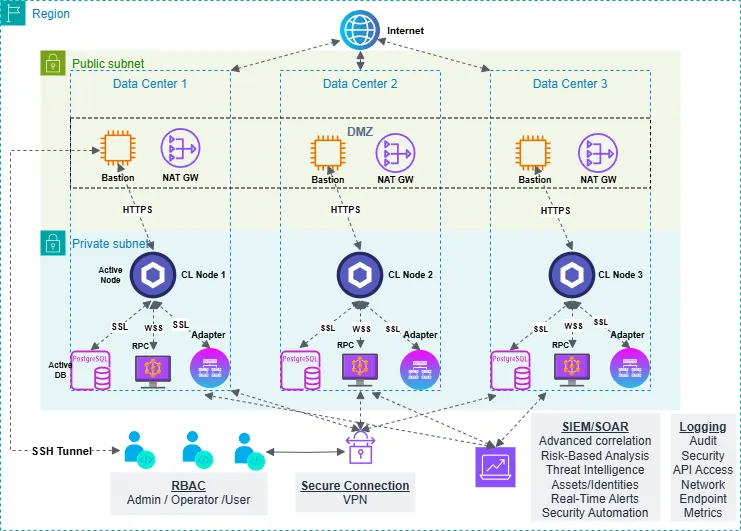 Region
Internet
Public subnet
Data Center 1
Data Center 2
Data Center 3
DMZ
Bastion
NAT GW
Bastion
NAT GW
Bastion
NAT GW
HTTPS
HTTPS
HTTPS
Private subnet
Active
Node
CL Node 1
CL Node 2
CL Node 3
SSL
WSS
SSL
SSL
WSS
SSL
SSL
WSS
SSL
PostgreSQL
RPC
Adapter
PostgreSQL
RPC
Adapter
PostgreSQL
RPC
Adapter
Active
DB
SSH Tunnel
RBAC
Admin / Operator /User
Secure Connection
VPN
SIEM/SOAR
Advanced correlation
Risk-Based Analysis
Threat Intelligence
Assets/Identities
Real-Time Alerts
Security Automation
Logging
Audit
Security
API Access
Network
Endpoint
Metrics